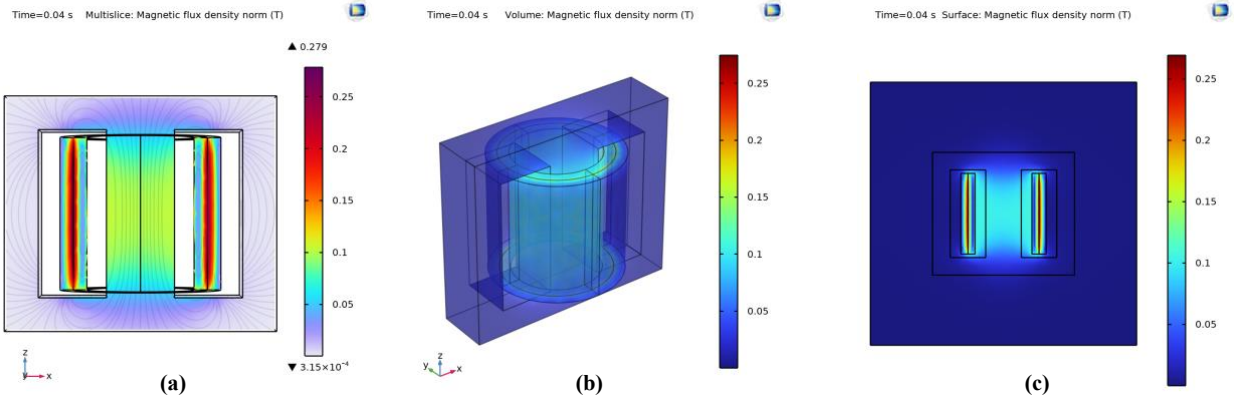 Time=0.04 s Multislice: Magnetic flux density norm (T)
▲ 0.279
0.25
0.2
0.15
0.1
0.05
▼ 3.15×10⁻⁴
z
y
x
(a)
Time=0.04 s Volume: Magnetic flux density norm (T)
0.25
0.2
0.15
0.1
0.05
z
y
x
(b)
Time=0.04 s Surface: Magnetic flux density norm (T)
0.25
0.2
0.15
0.1
0.05
(c)